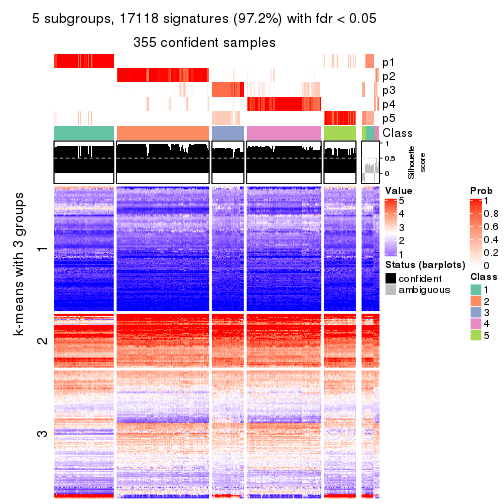 5 subgroups, 17118 signatures (97.2%) with fdr < 0.05
355 confident samples
p1
p2
p3
p4
p5
Class
1
0.5
0
Silhouette
score
k-means with 3 groups
1
2
3
Value
5
4
3
2
1
Status (barplots)
confident
ambiguous
Prob
1
0.8
0.6
0.4
0.2
0
Class
1
2
3
4
5